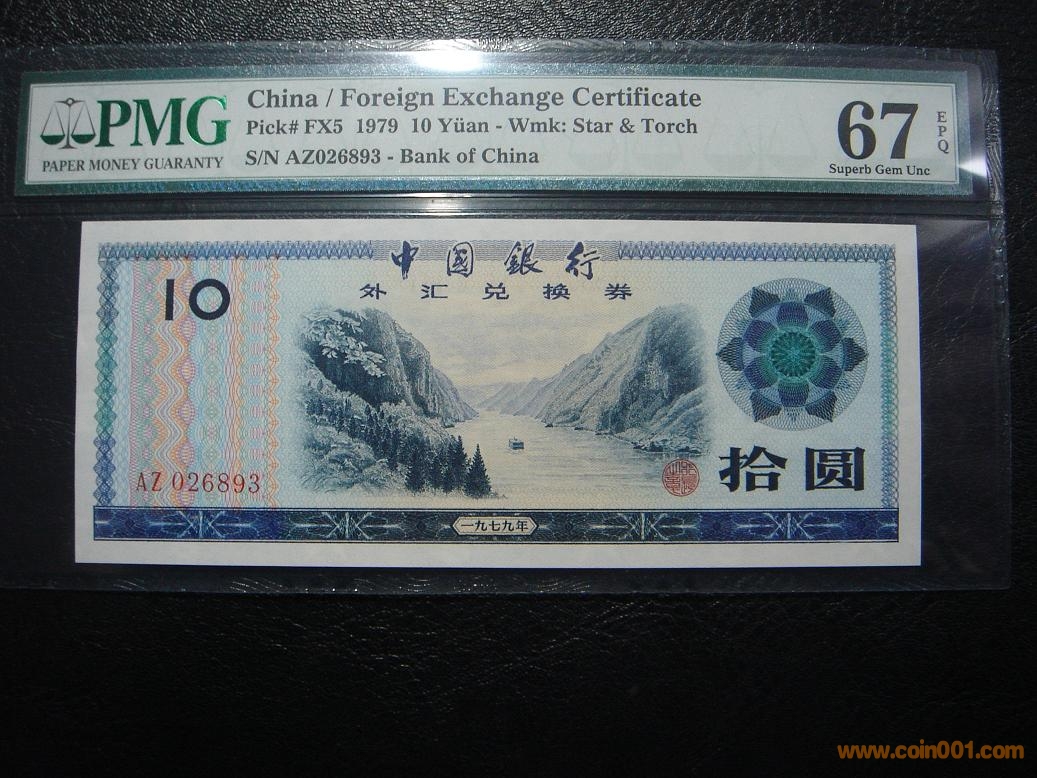 PMG
PAPER MONEY GUARANTY
China / Foreign Exchange Certificate
Pick# FX5 1979 10 Yüan - Wmk: Star & Torch
S/N AZ026893 - Bank of China
67
EPQ
Superb Gem Unc
中國銀行
外汇兑换券
10
AZ 026893
拾圆
一九七九年
www.coin001.com